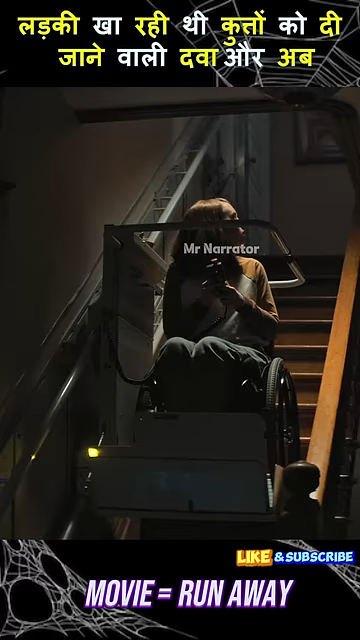 लड़की खा रही थी कुत्तों को दी
जाने वाली दवा और अब
Mr Narrator
LIKE & SUBSCRIBE
MOVIE = RUN AWAY